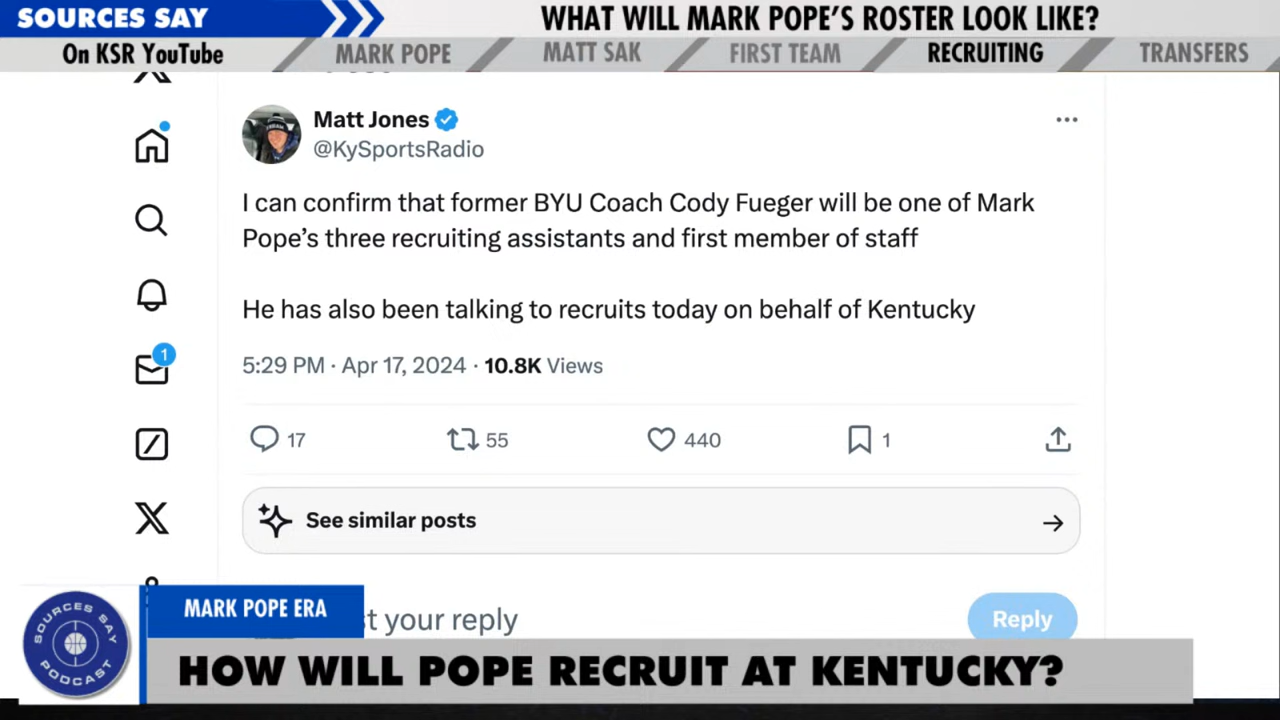 SOURCES SAY
WHAT WILL MARK POPE'S ROSTER LOOK LIKE?
On KSR YouTube
MARK POPE
MATT SAK
FIRST TEAM
RECRUITING
TRANSFERS
Matt Jones
@KySportsRadio
I can confirm that former BYU Coach Cody Fueger will be one of Mark
Pope's three recruiting assistants and first member of staff
He has also been talking to recruits today on behalf of Kentucky
5:29 PM · Apr 17, 2024 · 10.8K Views
17
55
440
1
1
See similar posts
t your reply
Reply
SOURCES SAY
PODCAST
MARK POPE ERA
HOW WILL POPE RECRUIT AT KENTUCKY?